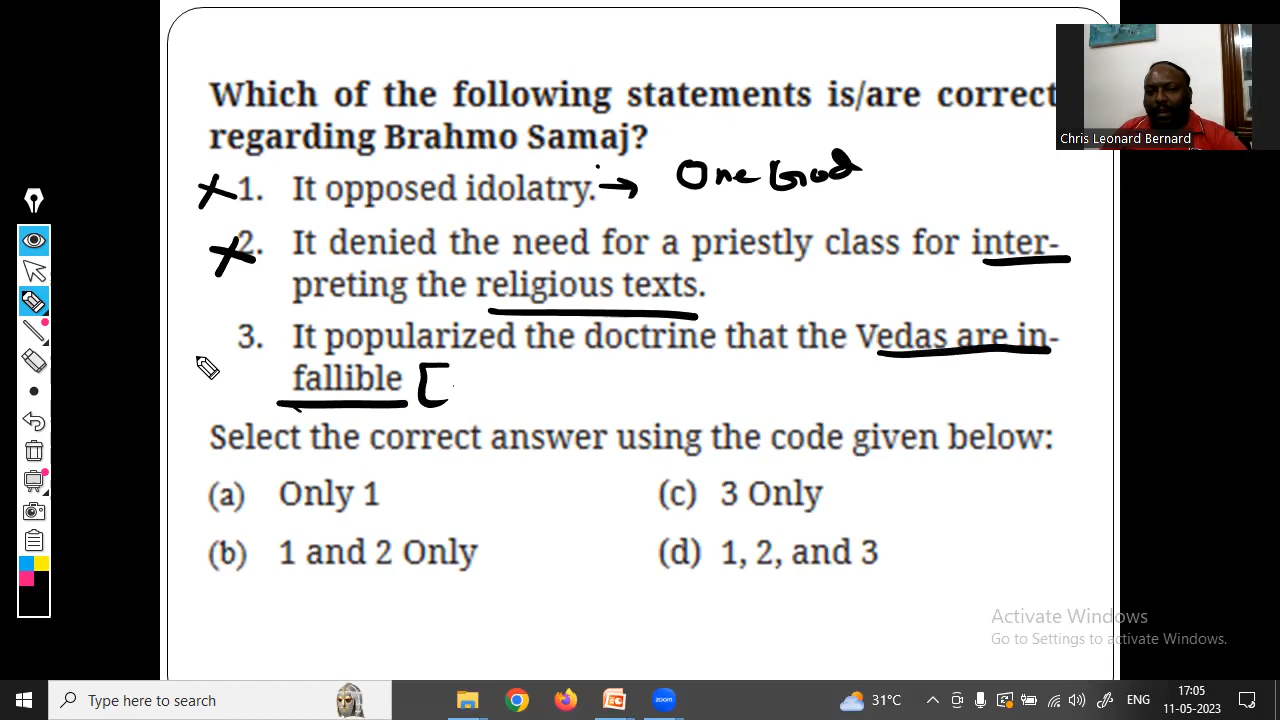 Which of the following statements is/are correct
regarding Brahmo Samaj?
1. It opposed idolatry. → One God
2. It denied the need for a priestly class for inter-
preting the religious texts.
3. It popularized the doctrine that the Vedas are in-
fallible [
Select the correct answer using the code given below:
(a) Only 1 (c) 3 Only
(b) 1 and 2 Only (d) 1, 2, and 3
Chris Leonard Bernard
Activate Windows
Go to Settings to activate Windows.
Type here to search
zoom
31°C
ENG
17:05
11-05-2023